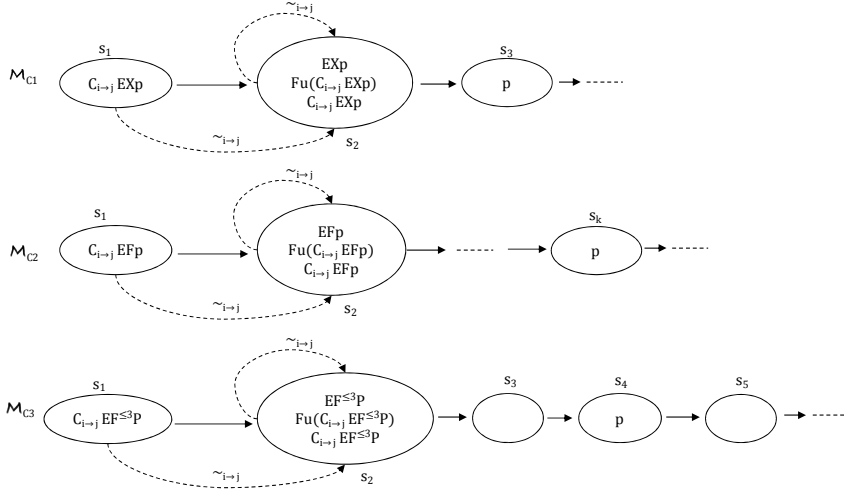 ∼i→j
s1 s3
MC1 Ci→j EXp EXp p
Fu(Ci→j EXp)
Ci→j EXp
∼i→j s2
∼i→j
s1 sk
MC2 Ci→j EFp EFp p
Fu(Ci→j EFp)
Ci→j EFp
∼i→j s2
∼i→j
s1 s3 s4 s5
MC3 Ci→j EF≤3P EF≤3P p
Fu(Ci→j EF≤3P)
Ci→j EF≤3P
∼i→j s2